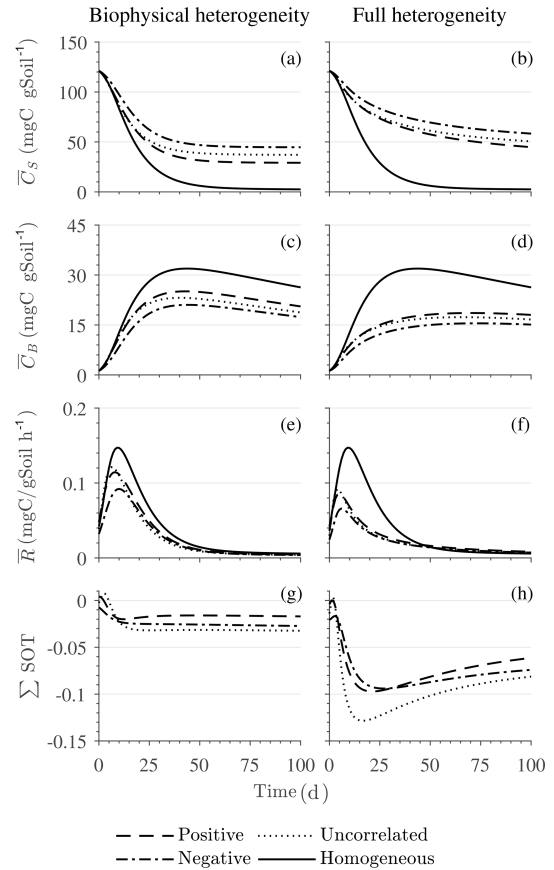 Biophysical heterogeneity Full heterogeneity
150 (a) (b)
100
50
0
C̅_S (mgC gSoil⁻¹)
45 (c) (d)
30
15
0
C̅_B (mgC gSoil⁻¹)
0.2 (e) (f)
0.1
0
R̅ (mgC/gSoil h⁻¹)
0 (g) (h)
-0.05
-0.1
-0.15
∑ SOT
0 25 50 75 100 0 25 50 75 100
Time (d)
Positive Uncorrelated
Negative Homogeneous